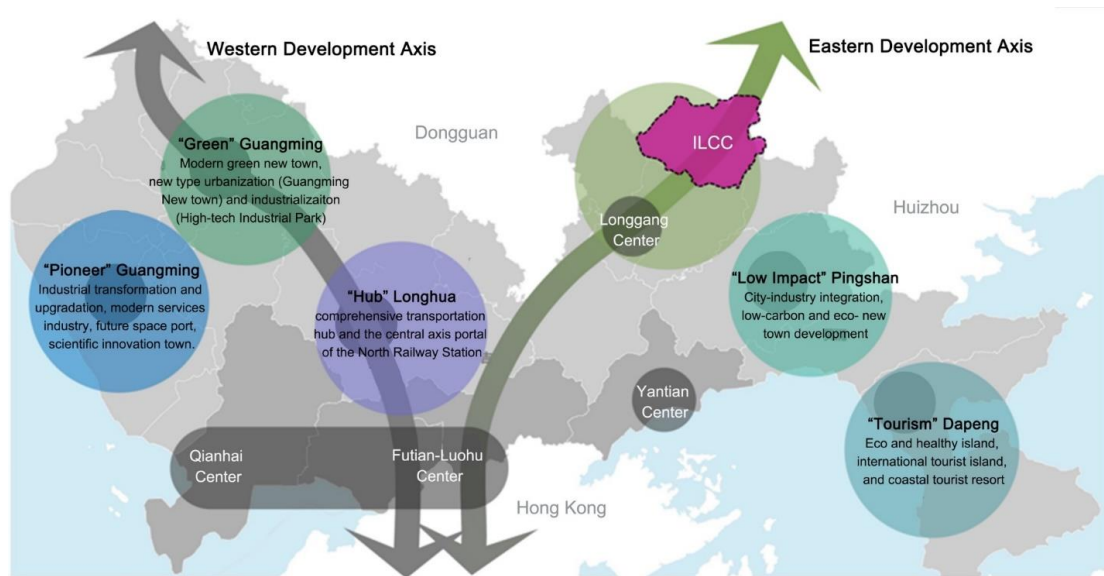 Western Development Axis
Eastern Development Axis
Dongguan
ILCC
"Green" Guangming
Modern green new town,
new type urbanization (Guangming
New town) and industrializaiton
(High-tech Industrial Park)
Longgang
Center
Huizhou
"Pioneer" Guangming
Industrial transformation and
upgradation, modern services
industry, future space port,
scientific innovation town.
"Hub" Longhua
comprehensive transportation
hub and the central axis portal
of the North Railway Station
"Low Impact" Pingshan
City-industry integration,
low-carbon and eco- new
town development
Yantian
Center
"Tourism" Dapeng
Eco and healthy island,
international tourist island,
and coastal tourist resort
Qianhai
Center
Futian-Luohu
Center
Hong Kong